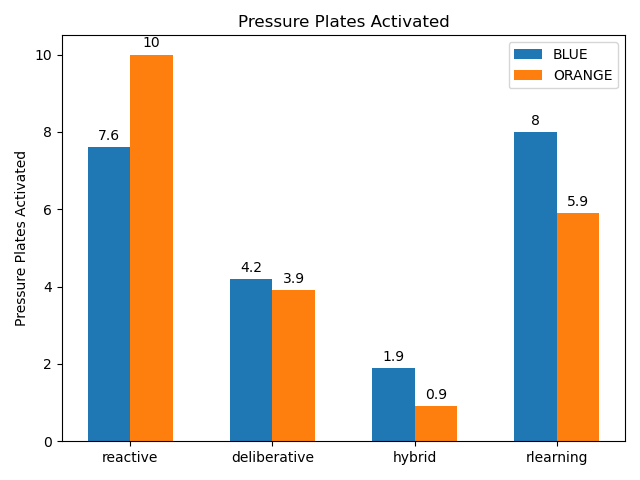 Pressure Plates Activated
BLUE
ORANGE
Pressure Plates Activated
10
8
6
4
2
0
7.6
10
4.2
3.9
1.9
0.9
8
5.9
reactive
deliberative
hybrid
rlearning